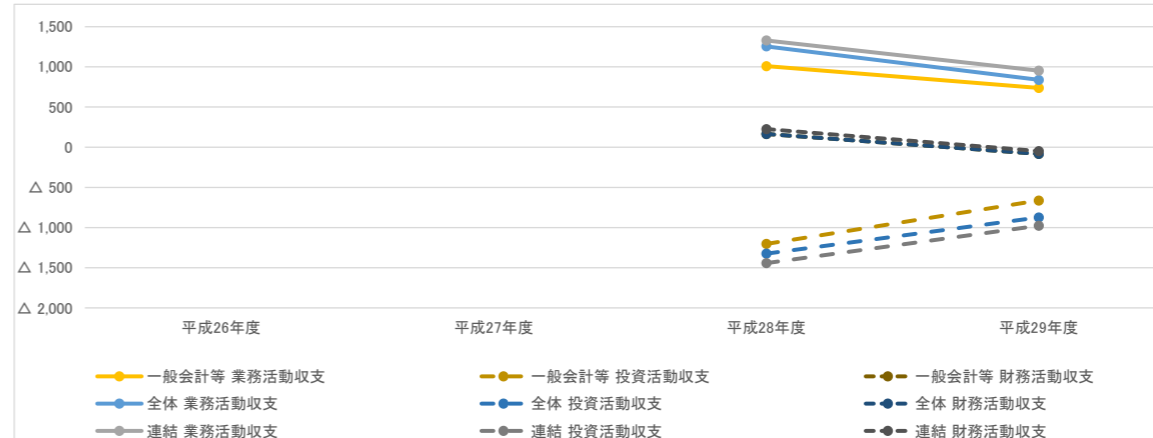 1,500
1,000
500
0
△ 500
△ 1,000
△ 1,500
△ 2,000
平成26年度 平成27年度 平成28年度 平成29年度
一般会計等 業務活動収支 一般会計等 投資活動収支 一般会計等 財務活動収支
全体 業務活動収支 全体 投資活動収支 全体 財務活動収支
連結 業務活動収支 連結 投資活動収支 連結 財務活動収支